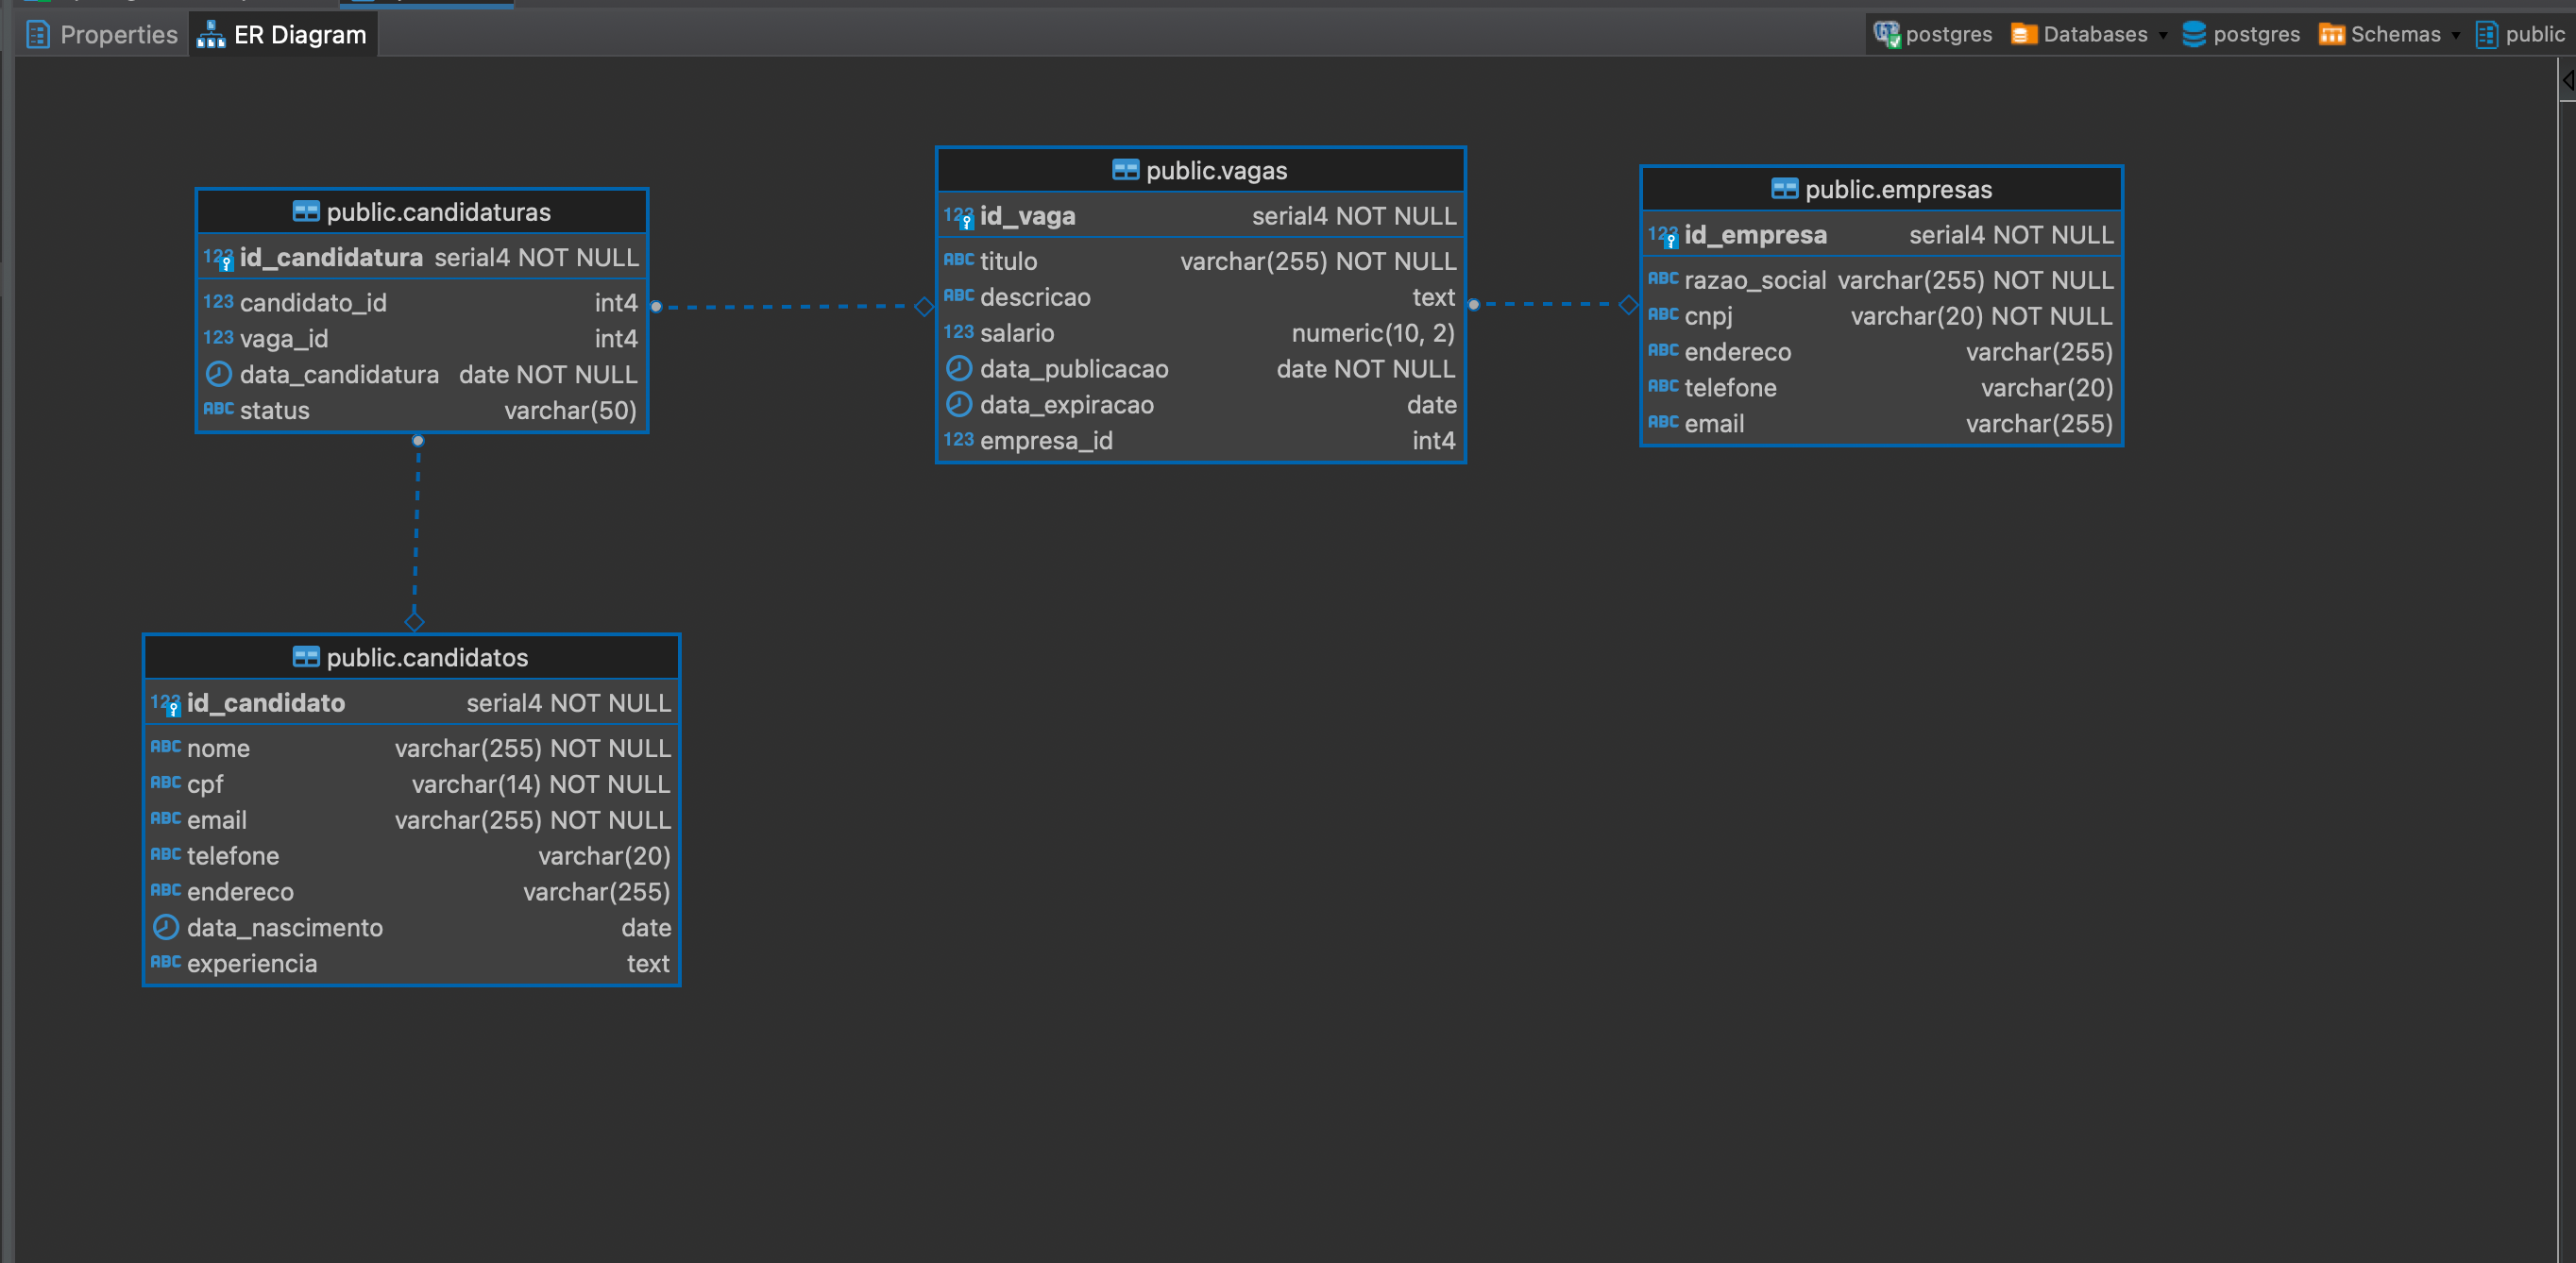 Properties ER Diagram postgres Databases postgres Schemas public
public.candidaturas
123 id_candidatura serial4 NOT NULL
123 candidato_id int4
123 vaga_id int4
data_candidatura date NOT NULL
ABC status varchar(50)
public.vagas
123 id_vaga serial4 NOT NULL
ABC titulo varchar(255) NOT NULL
ABC descricao text
123 salario numeric(10, 2)
data_publicacao date NOT NULL
data_expiracao date
123 empresa_id int4
public.empresas
123 id_empresa serial4 NOT NULL
ABC razao_social varchar(255) NOT NULL
ABC cnpj varchar(20) NOT NULL
ABC endereco varchar(255)
ABC telefone varchar(20)
ABC email varchar(255)
public.candidatos
123 id_candidato serial4 NOT NULL
ABC nome varchar(255) NOT NULL
ABC cpf varchar(14) NOT NULL
ABC email varchar(255) NOT NULL
ABC telefone varchar(20)
ABC endereco varchar(255)
data_nascimento date
ABC experiencia text